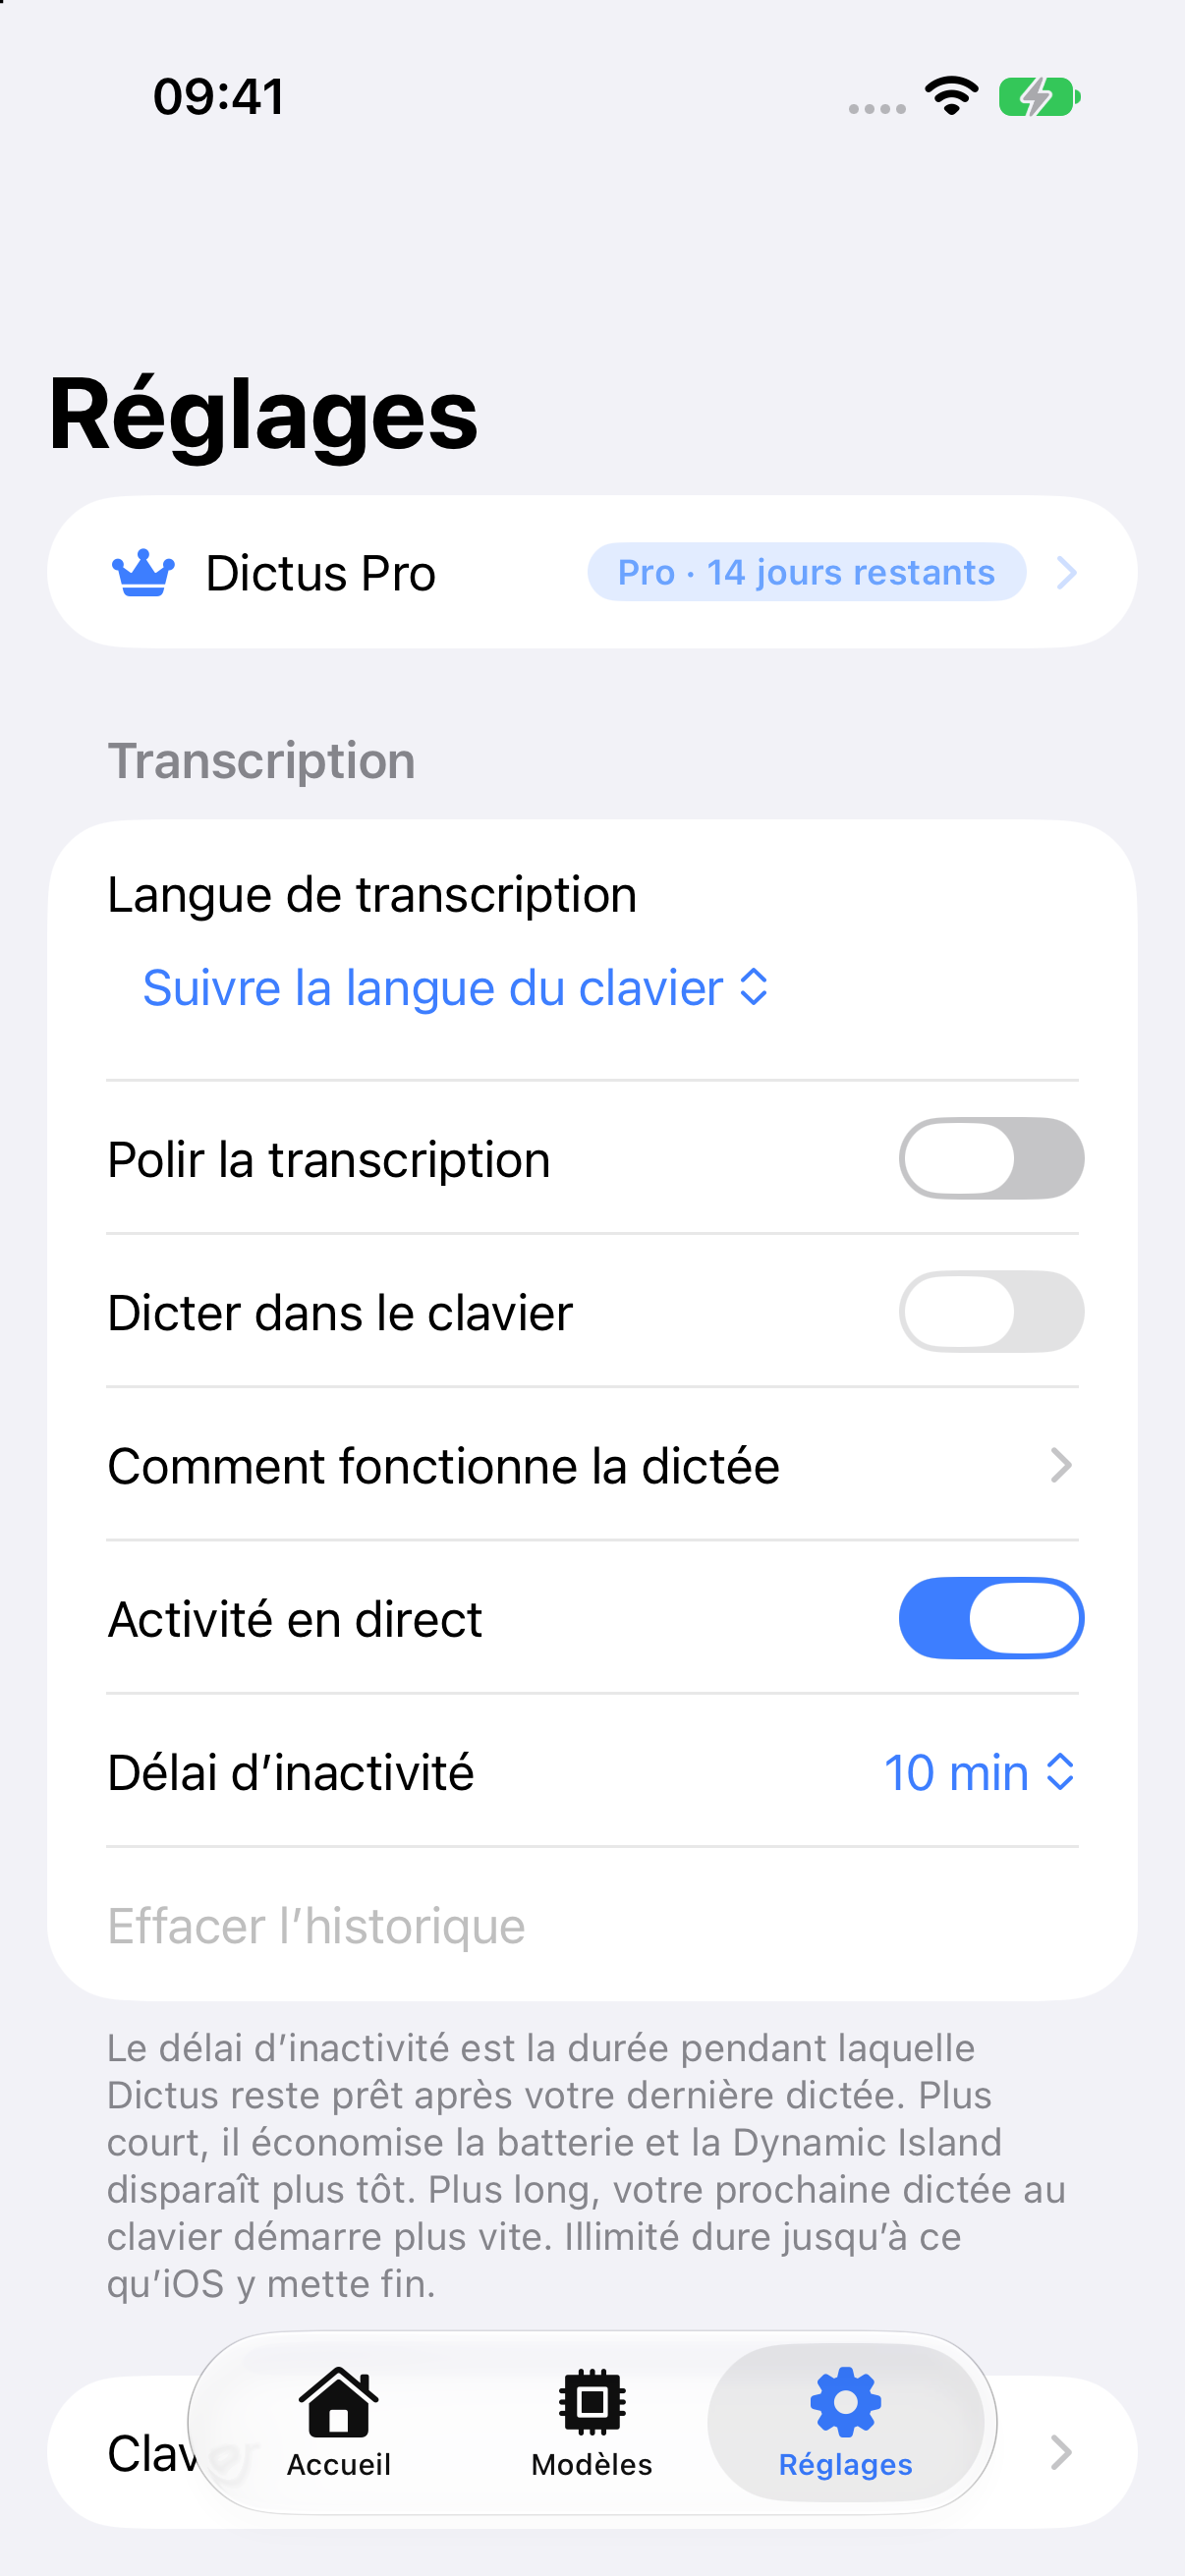 09:41
Réglages
Dictus Pro
Pro · 14 jours restants
Transcription
Langue de transcription
Suivre la langue du clavier
Polir la transcription
Dicter dans le clavier
Comment fonctionne la dictée
Activité en direct
Délai d’inactivité
10 min
Effacer l’historique
Le délai d’inactivité est la durée pendant laquelle
Dictus reste prêt après votre dernière dictée. Plus
court, il économise la batterie et la Dynamic Island
disparaît plus tôt. Plus long, votre prochaine dictée au
clavier démarre plus vite. Illimité dure jusqu’à ce
qu’iOS y mette fin.
Accueil
Modèles
Réglages